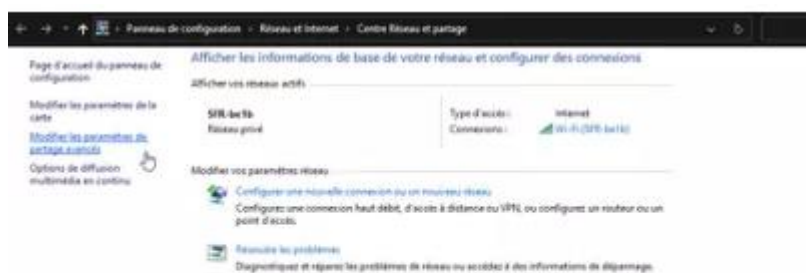 Panneau de configuration > Réseau et Internet > Centre Réseau et partage
Page d'accueil du panneau de
configuration
Modifier les paramètres de la
carte
Modifier les paramètres de
partage avancés
Options de diffusion
multimédia en continu
Afficher les informations de base de votre réseau et configurer des connexions
Afficher vos réseaux actifs
SFR-be1b
Réseau privé
Type d'accès : Internet
Connexions : Wi-Fi (SFR-be1b)
Modifier vos paramètres réseau
Configurer une nouvelle connexion ou un nouveau réseau
Configurez une connexion haut débit, d'accès à distance ou VPN, ou configurez un routeur ou un
point d'accès.
Résoudre les problèmes
Diagnostiquez et réparez les problèmes de réseau ou accédez à des informations de dépannage.